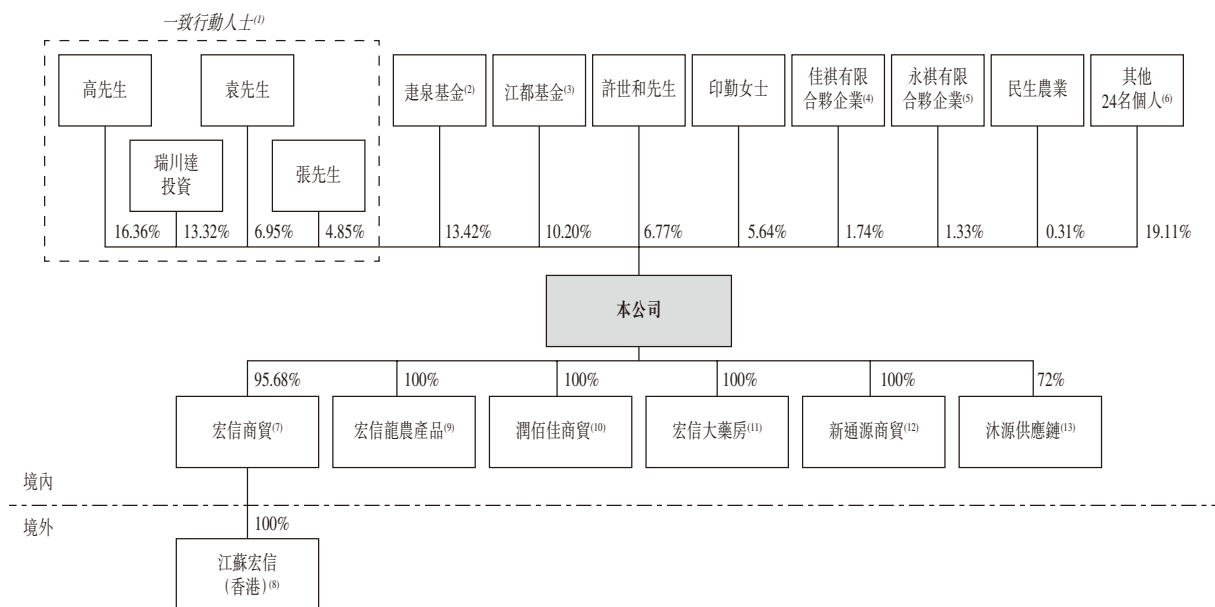 一致行動人士(1)
高先生
袁先生
瑞川達
投資
張先生
疌泉基金(2)
江都基金(3)
許世和先生
印勤女士
佳祺有限
合夥企業(4)
永祺有限
合夥企業(5)
民生農業
其他
24名個人(6)
16.36%
13.32%
6.95%
4.85%
13.42%
10.20%
6.77%
5.64%
1.74%
1.33%
0.31%
19.11%
本公司
95.68%
100%
100%
100%
100%
72%
宏信商貿(7)
宏信龍農產品(9)
潤佰佳商貿(10)
宏信大藥房(11)
新通源商貿(12)
沐源供應鏈(13)
境內
境外
100%
江蘇宏信
(香港)(8)